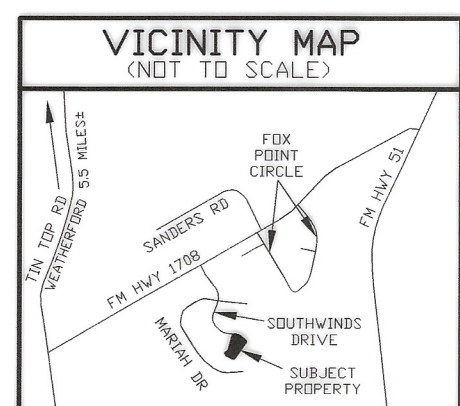 VICINITY MAP
(NOT TO SCALE)
FOX
POINT
CIRCLE
TIN TOP RD
WEATHERFORD 5.5 MILES±
SANDERS RD
FM HWY 51
FM HWY 1708
MARIAH DR
SOUTHWINDS
DRIVE
SUBJECT
PROPERTY